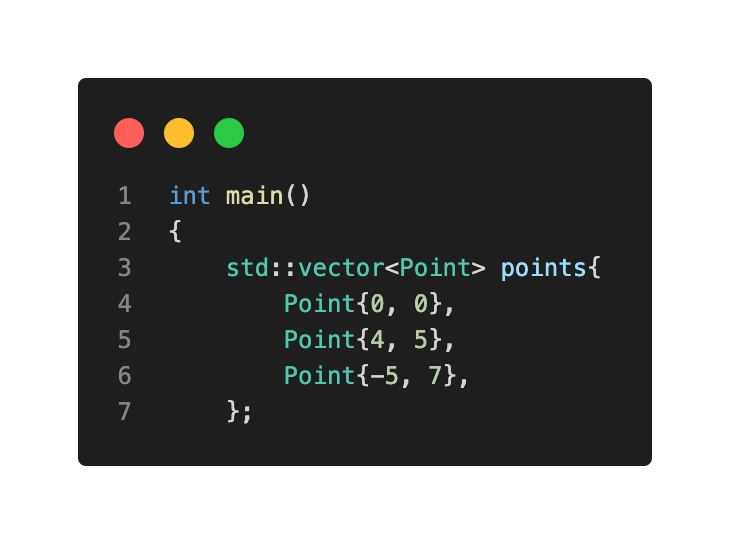 1 int main()
2 {
3     std::vector<Point> points{
4         Point{0, 0},
5         Point{4, 5},
6         Point{-5, 7},
7     };